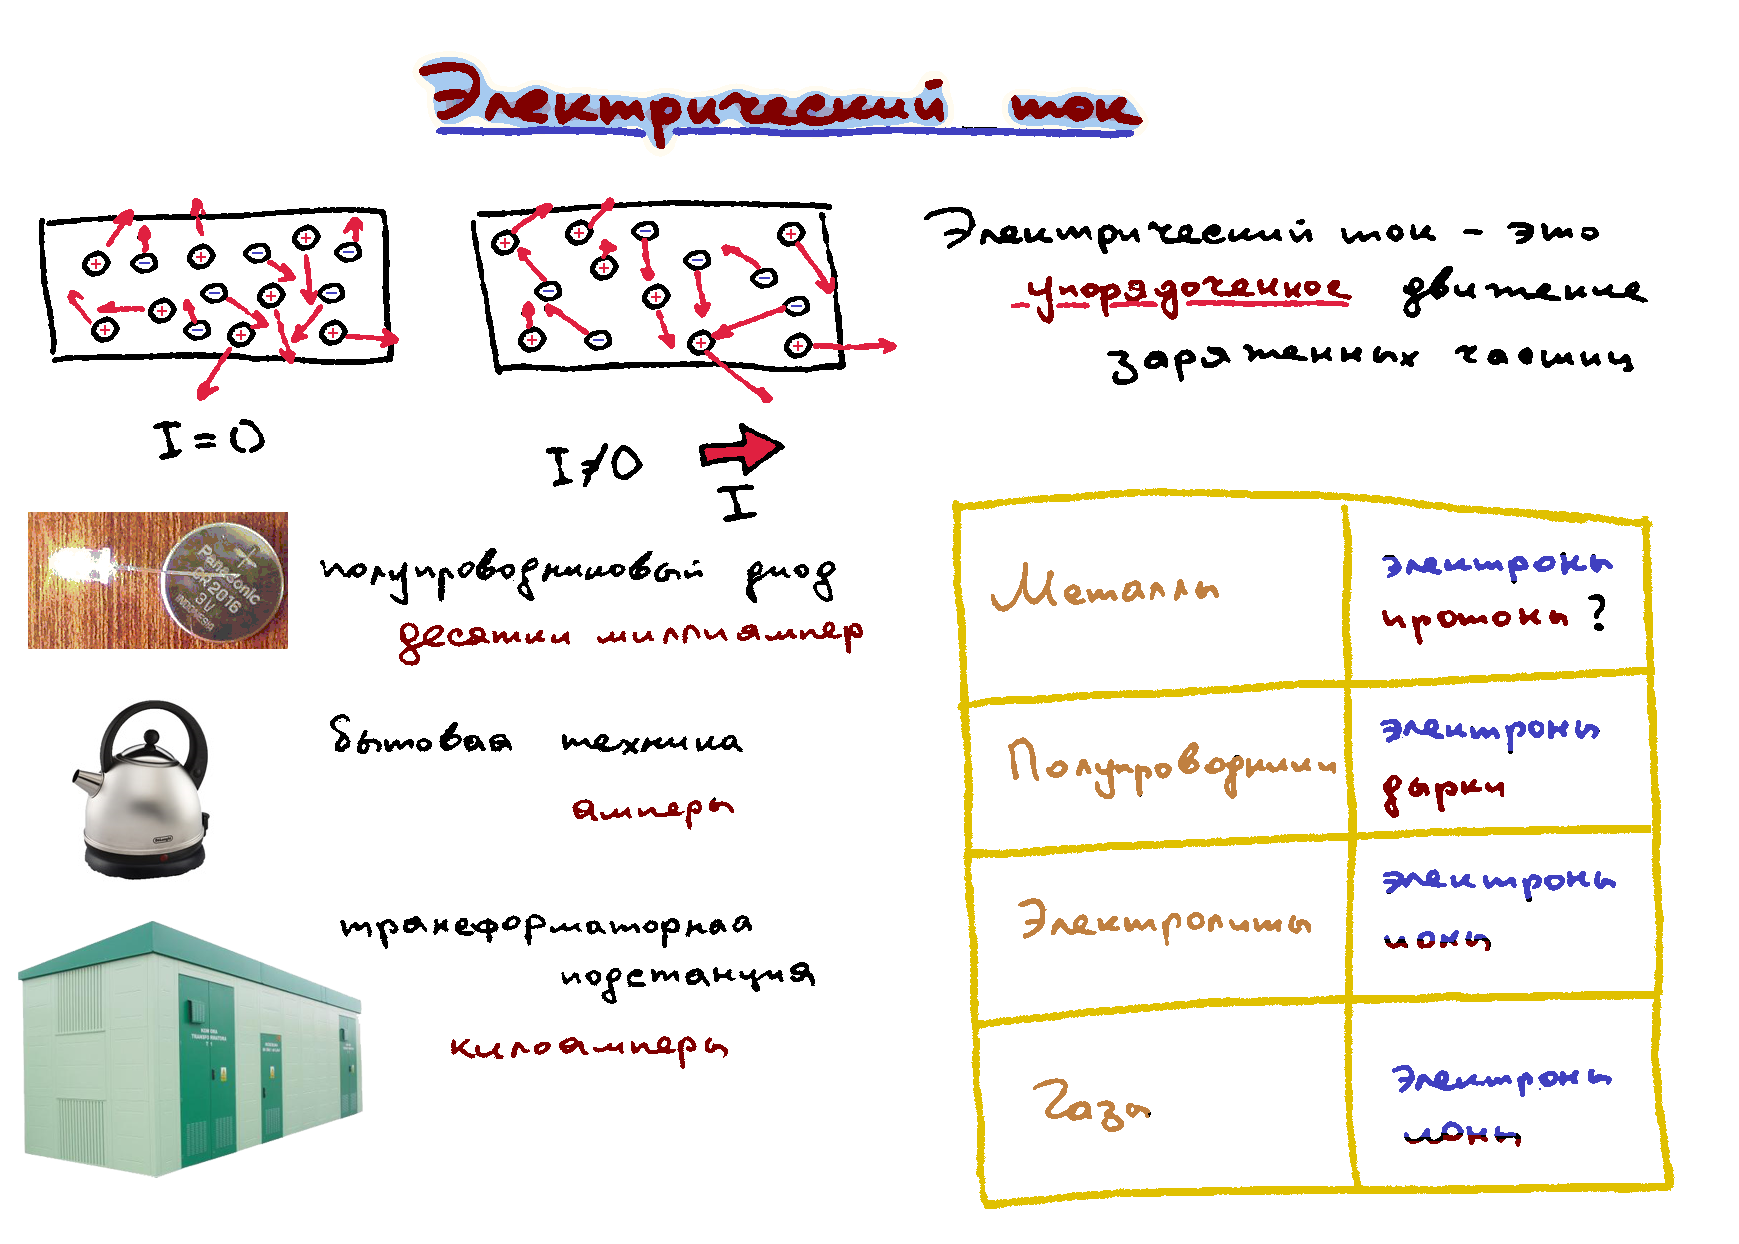 Электрический ток
Электрический ток - это
упорядоченное движение
заряженных частиц
I = 0
I ≠ 0
I
Panasonic
CR2016
3V
INDONESIA
полупроводниковый диод
десятки миллиампер
бытовая техника
амперы
трансформаторная
подстанция
килоамперы
Металлы
электроны
протоны ?
Полупроводники
электроны
дырки
Электролиты
электроны
ионы
Газы
электроны
ионы